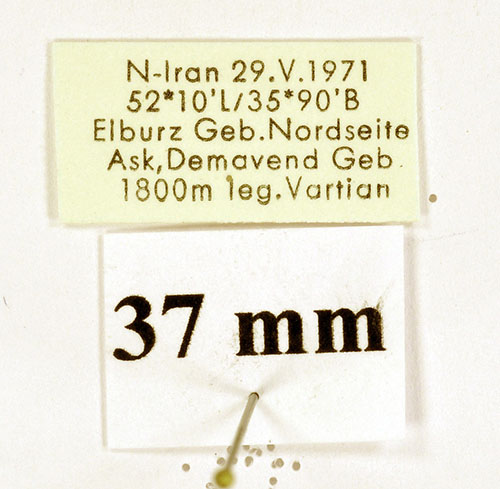 N-Iran 29.V.1971
52*10'L/35*90'B
Elburz Geb.Nordseite
Ask,Demavend Geb.
1800m leg.Vartian
37 mm